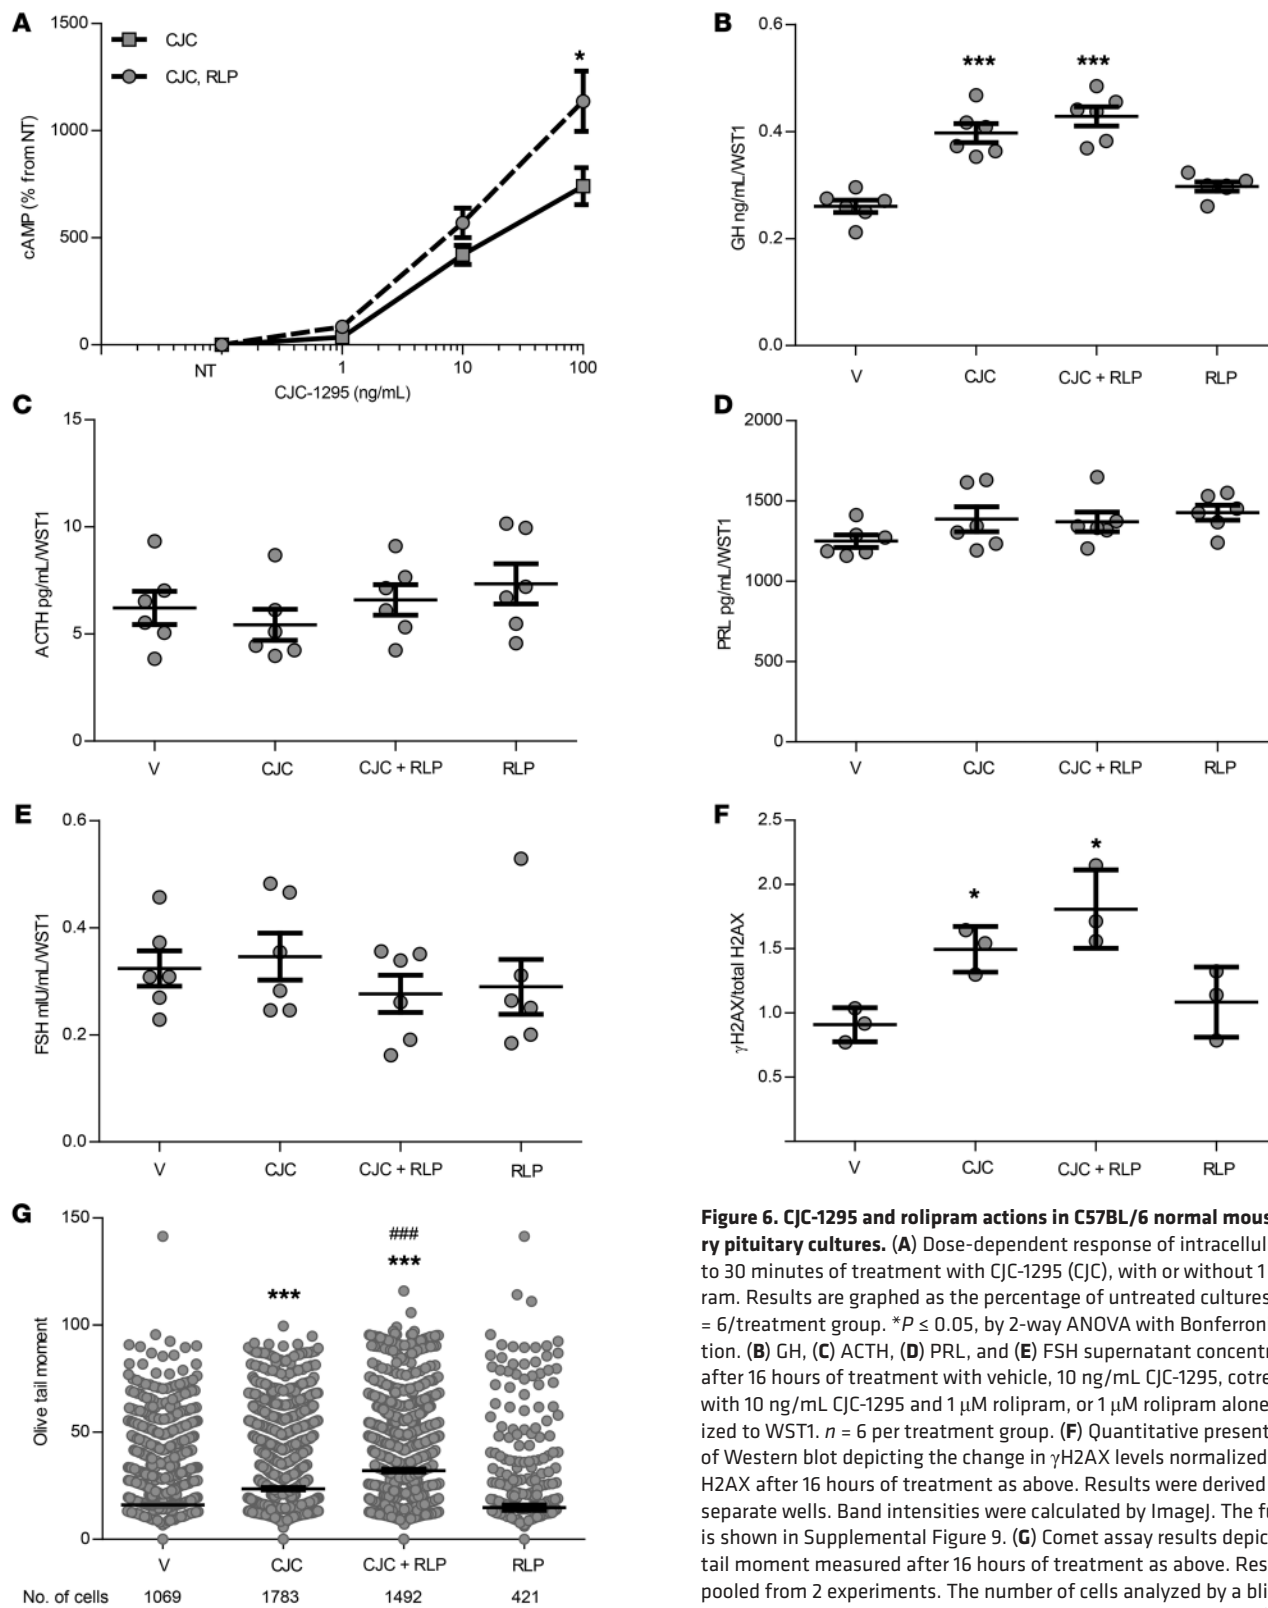 A
1500
1000
500
0
cAMP (% from NT)
CJC
CJC, RLP
*
NT
1
10
100
CJC-1295 (ng/mL)
B
0.6
0.4
0.2
0.0
GH ng/mL/WST1
***
***
V
CJC
CJC + RLP
RLP
C
15
10
5
0
ACTH pg/mL/WST1
V
CJC
CJC + RLP
RLP
D
2000
1500
1000
500
0
PRL pg/mL/WST1
V
CJC
CJC + RLP
RLP
E
0.6
0.4
0.2
0.0
FSH mIU/mL/WST1
V
CJC
CJC + RLP
RLP
F
2.5
2.0
1.5
1.0
0.5
γH2AX/total H2AX
*
*
V
CJC
CJC + RLP
RLP
G
150
100
50
0
Olive tail moment
***
###
***
V
CJC
CJC + RLP
RLP
No. of cells 1069 1783 1492 421
Figure 6. CJC-1295 and rolipram actions in C57BL/6 normal mous
ry pituitary cultures. (A) Dose-dependent response of intracellul
to 30 minutes of treatment with CJC-1295 (CJC), with or without 1
ram. Results are graphed as the percentage of untreated cultures
= 6/treatment group. *P ≤ 0.05, by 2-way ANOVA with Bonferron
tion. (B) GH, (C) ACTH, (D) PRL, and (E) FSH supernatant concentr
after 16 hours of treatment with vehicle, 10 ng/mL CJC-1295, cotre
with 10 ng/mL CJC-1295 and 1 μM rolipram, or 1 μM rolipram alone
ized to WST1. n = 6 per treatment group. (F) Quantitative present
of Western blot depicting the change in γH2AX levels normalized
H2AX after 16 hours of treatment as above. Results were derived
separate wells. Band intensities were calculated by ImageJ. The fu
is shown in Supplemental Figure 9. (G) Comet assay results depic
tail moment measured after 16 hours of treatment as above. Res
pooled from 2 experiments. The number of cells analyzed by a bli